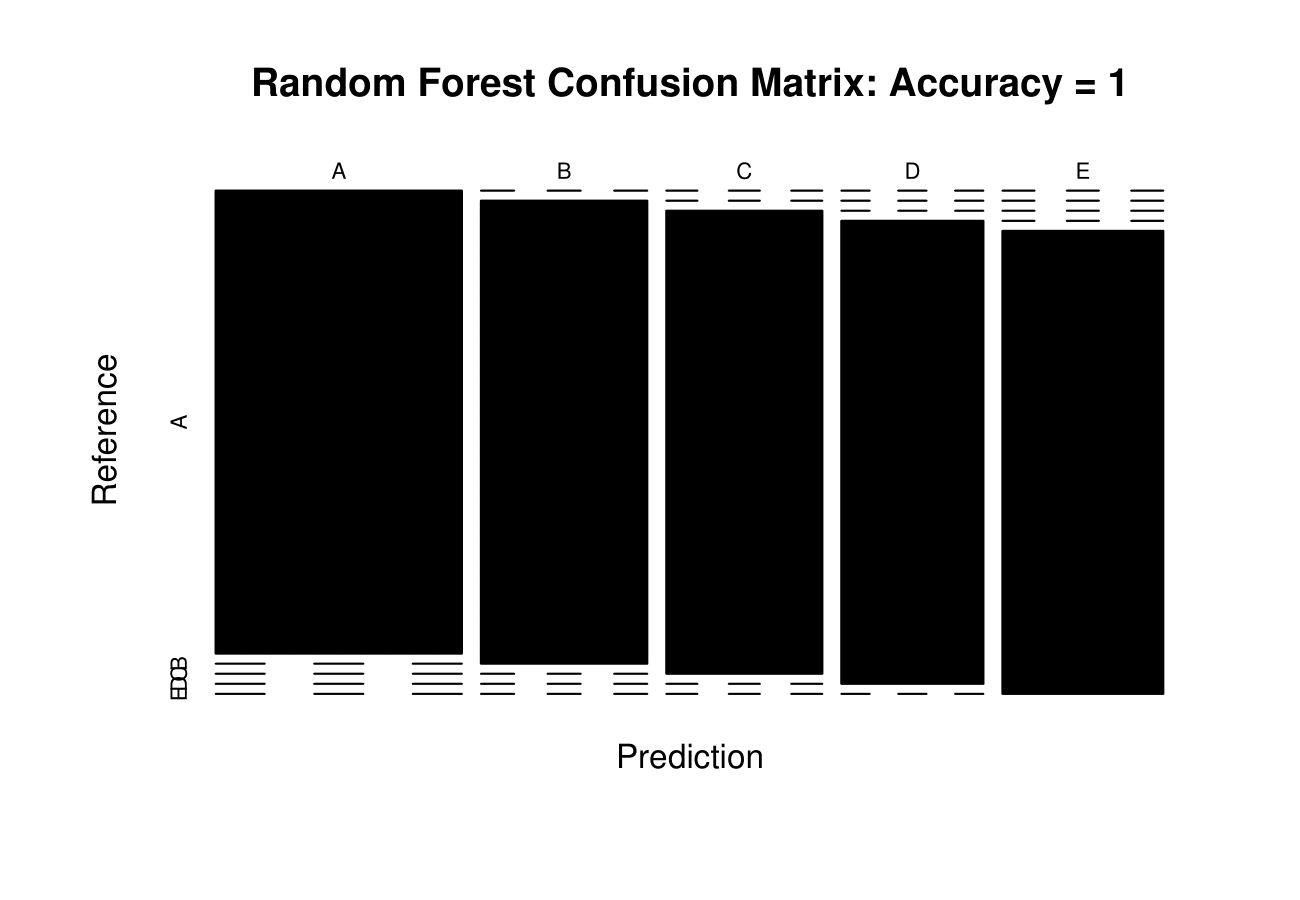 Random Forest Confusion Matrix: Accuracy = 1
A B C D E
Reference
A
B
C
D
E
Prediction